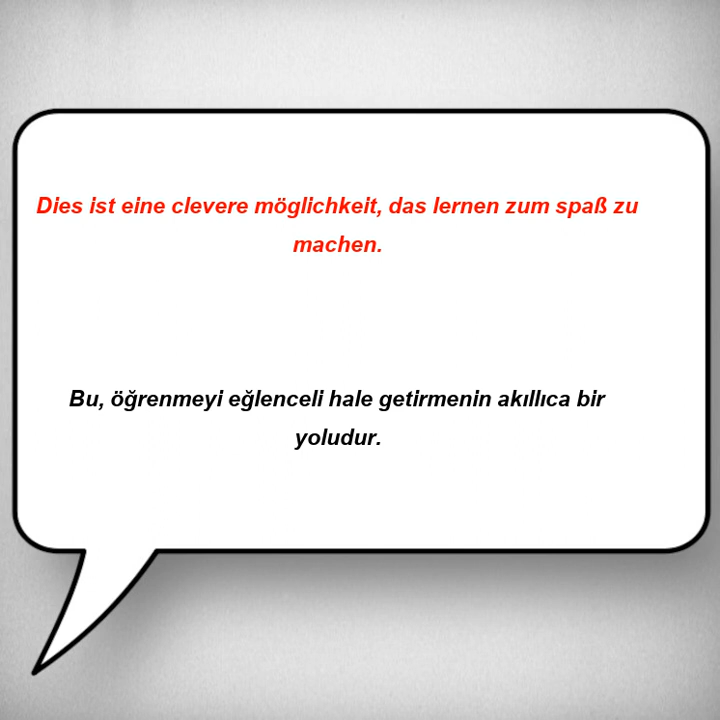 Dies ist eine clevere möglichkeit, das lernen zum spaß zu
machen.
Bu, öğrenmeyi eğlenceli hale getirmenin akıllıca bir
yoludur.